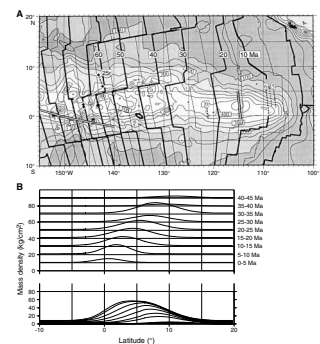 A
20°
N
60 50 40 30 20 10 Ma
10°
0°
10°
S 150°W 140° 130° 120° 110° 100°
B
Mass density (kg/cm²)
80
60
40
20
0
40-45 Ma
35-40 Ma
30-35 Ma
25-30 Ma
20-25 Ma
15-20 Ma
10-15 Ma
5-10 Ma
0-5 Ma
80
60
40
20
0
-10 0 10 20
Latitude (°)